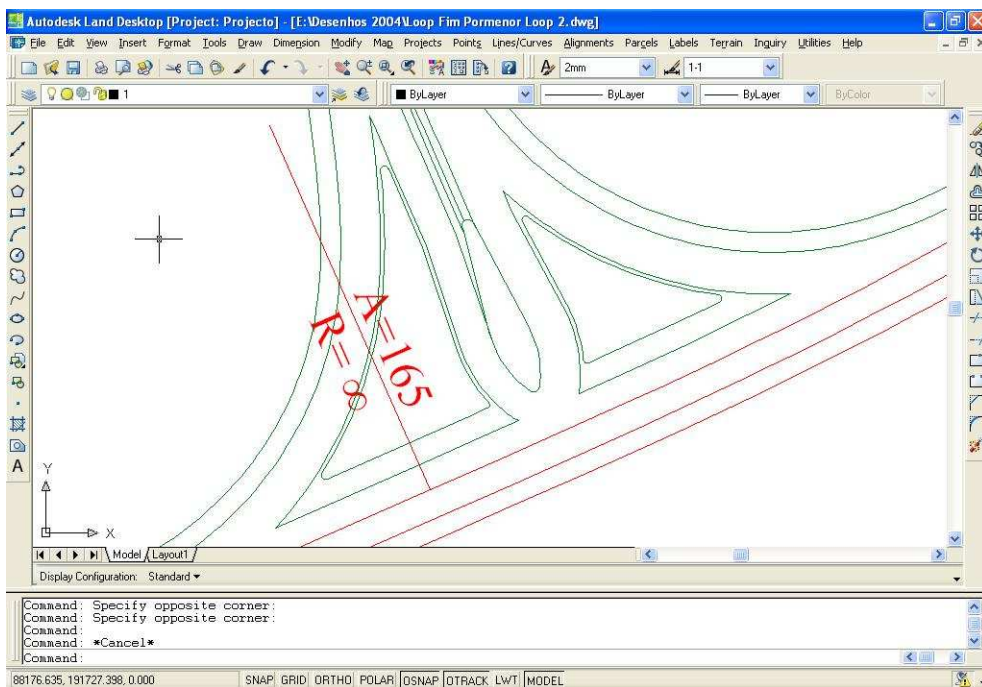 Autodesk Land Desktop [Project: Projecto] - [E:\Desenhos 2004\Loop Fim Pormenor Loop 2.dwg]
File Edit View Insert Format Tools Draw Dimension Modify Map Projects Points Lines/Curves Alignments Parcels Labels Terrain Inquiry Utilities Help
2mm 1-1
1 ByLayer ByLayer ByLayer ByColor
A=165
R= ∞
Y
X
A
Model Layout1
Display Configuration: Standard
Command: Specify opposite corner:
Command: Specify opposite corner:
Command:
Command: *Cancel*
Command:
88176.635, 191727.398, 0.000 SNAP GRID ORTHO POLAR OSNAP OTRACK LWT MODEL